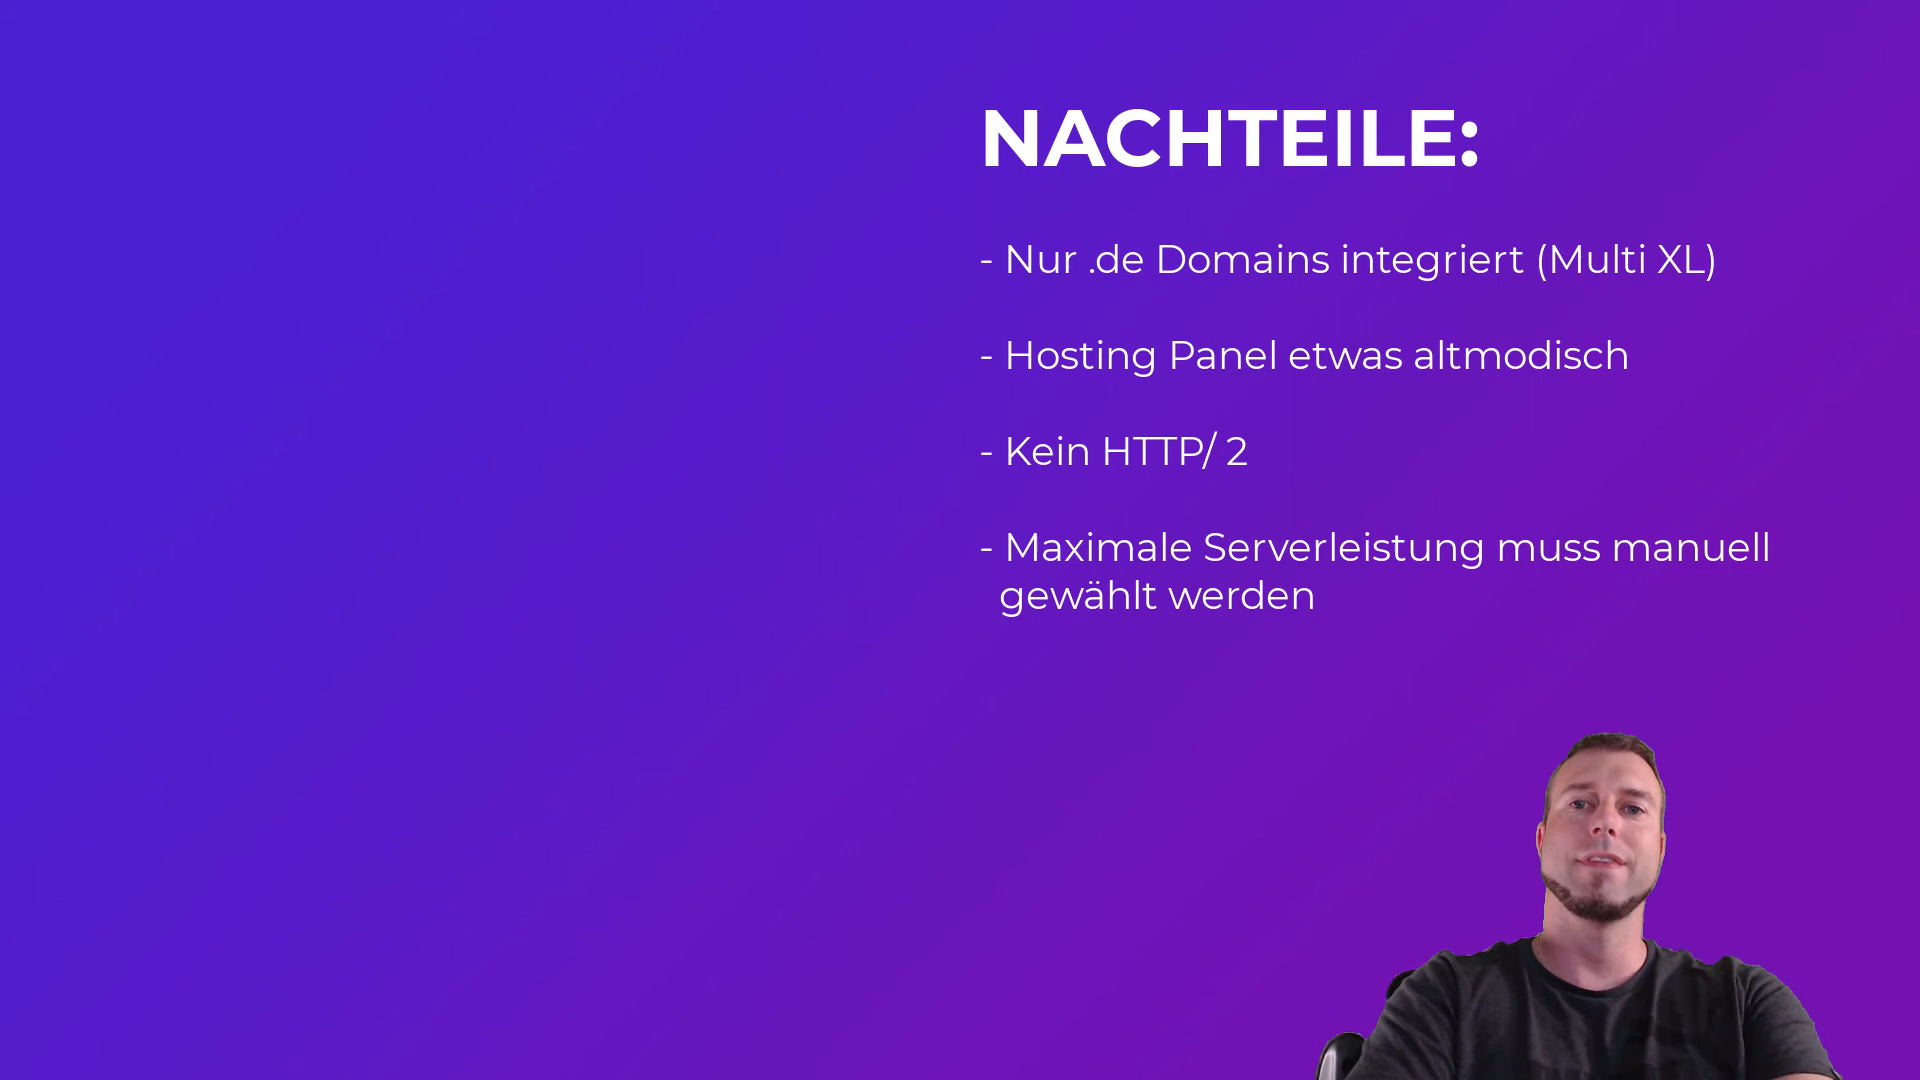 NACHTEILE:
- Nur .de Domains integriert (Multi XL)
- Hosting Panel etwas altmodisch
- Kein HTTP/ 2
- Maximale Serverleistung muss manuell
gewählt werden